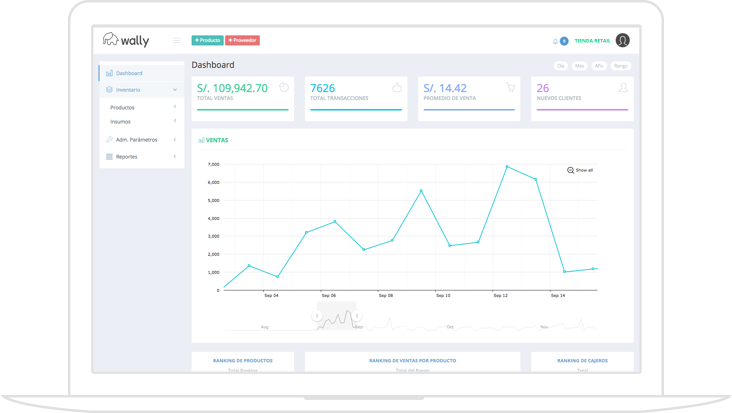 wally
+ Producto
+ Proveedor
0
TIENDA RETAIL
Dashboard
Inventario
Productos
Insumos
Adm. Parámetros
Reportes
Dashboard
Día
Mes
Año
Rango
S/. 109,942.70
TOTAL VENTAS
7626
TOTAL TRANSACCIONES
S/. 14.42
PROMEDIO DE VENTA
26
NUEVOS CLIENTES
VENTAS
Show all
7,000
6,000
5,000
4,000
3,000
2,000
1,000
0
Sep 04
Sep 06
Sep 08
Sep 10
Sep 12
Sep 14
Aug
Sep
Oct
Nov
RANKING DE PRODUCTOS
RANKING DE VENTAS POR PRODUCTO
RANKING DE CAJEROS
Total